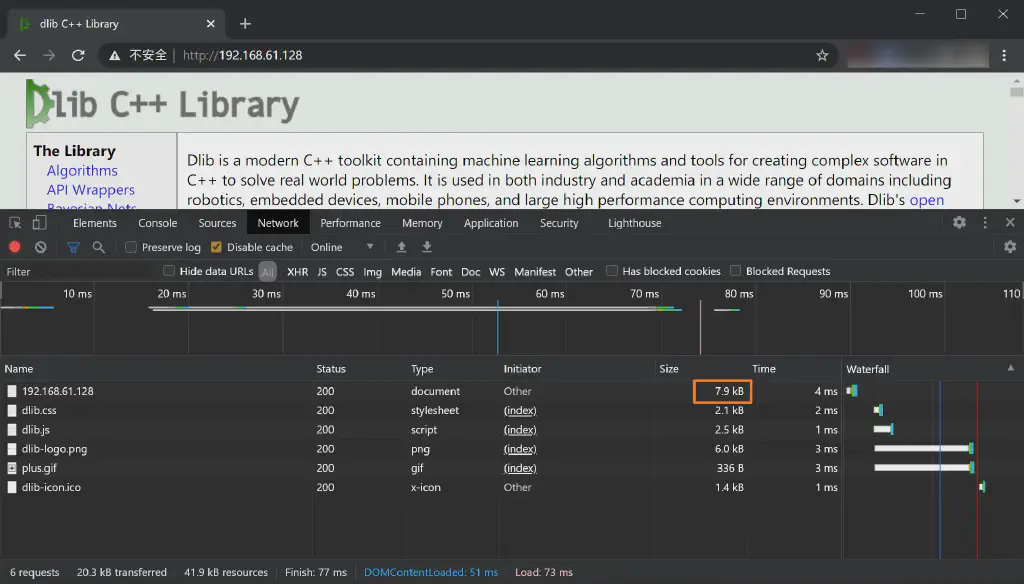 dlib C++ Library
不安全 http://192.168.61.128
Dlib C++ Library
The Library
Algorithms
API Wrappers
Bayesian Nets
Dlib is a modern C++ toolkit containing machine learning algorithms and tools for creating complex software in
C++ to solve real world problems. It is used in both industry and academia in a wide range of domains including
robotics, embedded devices, mobile phones, and large high performance computing environments. Dlib's open
Elements Console Sources Network Performance Memory Application Security Lighthouse
Preserve log Disable cache Online
Filter Hide data URLs All XHR JS CSS Img Media Font Doc WS Manifest Other Has blocked cookies Blocked Requests
10 ms 20 ms 30 ms 40 ms 50 ms 60 ms 70 ms 80 ms 90 ms 100 ms 110
Name Status Type Initiator Size Time Waterfall
192.168.61.128 200 document Other 7.9 kB 4 ms
dlib.css 200 stylesheet (index) 2.1 kB 2 ms
dlib.js 200 script (index) 2.5 kB 1 ms
dlib-logo.png 200 png (index) 6.0 kB 3 ms
plus.gif 200 gif (index) 336 B 3 ms
dlib-icon.ico 200 x-icon Other 1.4 kB 1 ms
6 requests 20.3 kB transferred 41.9 kB resources Finish: 77 ms DOMContentLoaded: 51 ms Load: 73 ms